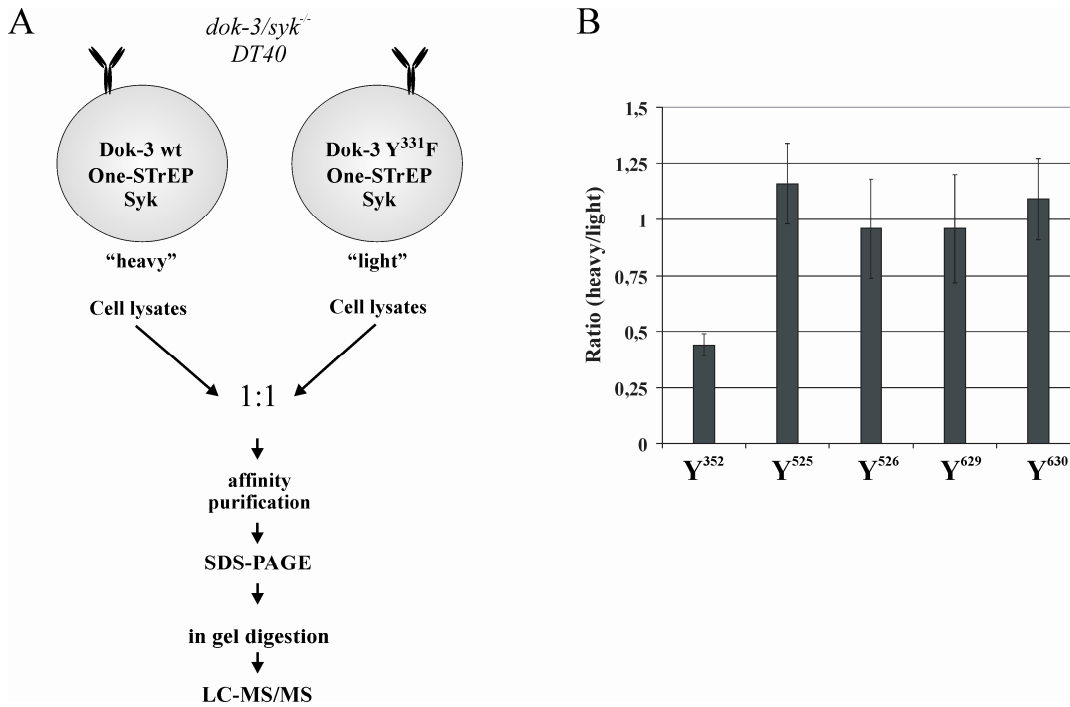 A
dok-3/syk-/-
DT40
Dok-3 wt
One-STrEP
Syk
Dok-3 Y331F
One-STrEP
Syk
“heavy”
“light”
Cell lysates
Cell lysates
1:1
affinity
purification
SDS-PAGE
in gel digestion
LC-MS/MS
B
Ratio (heavy/light)
1,5
1,25
1
0,75
0,5
0,25
0
Y352
Y525
Y526
Y629
Y630